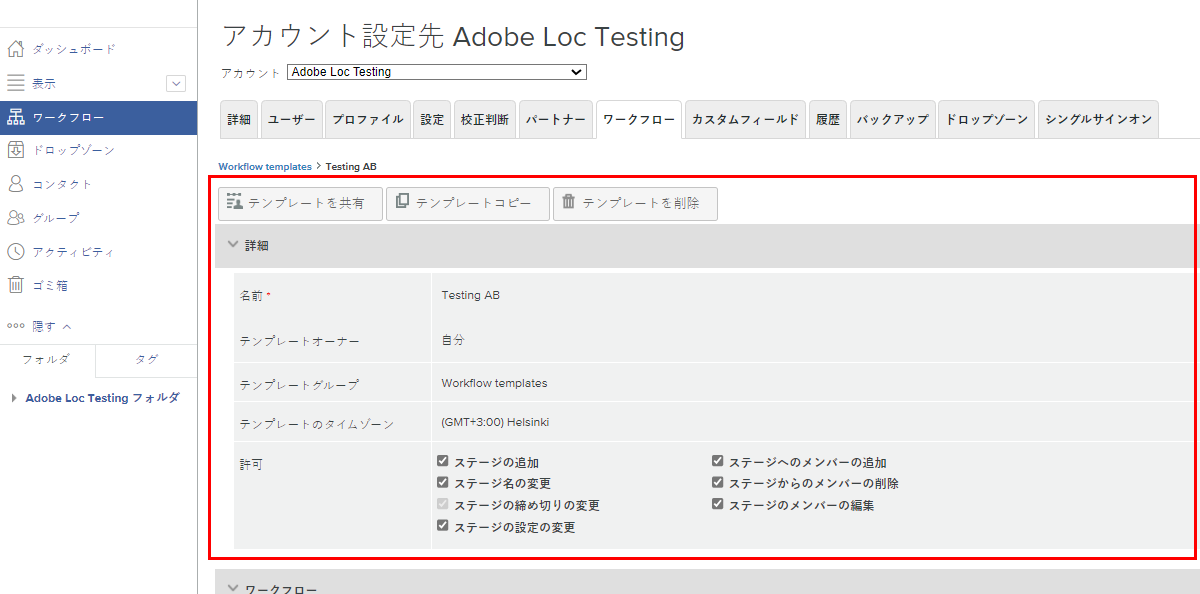 アカウント設定先 Adobe Loc Testing
アカウント Adobe Loc Testing
詳細 ユーザー プロファイル 設定 校正判断 パートナー ワークフロー カスタムフィールド 履歴 バックアップ ドロップゾーン シングルサインオン
ダッシュボード
表示
ワークフロー
ドロップゾーン
コンタクト
グループ
アクティビティ
ゴミ箱
隠す
フォルダ タグ
Adobe Loc Testing フォルダ
Workflow templates > Testing AB
テンプレートを共有 テンプレートコピー テンプレートを削除
詳細
名前 * Testing AB
テンプレートオーナー 自分
テンプレートグループ Workflow templates
テンプレートのタイムゾーン (GMT+3:00) Helsinki
許可
ステージの追加 ステージへのメンバーの追加
ステージ名の変更 ステージからのメンバーの削除
ステージの締め切りの変更 ステージのメンバーの編集
ステージの設定の変更
ワークフロー